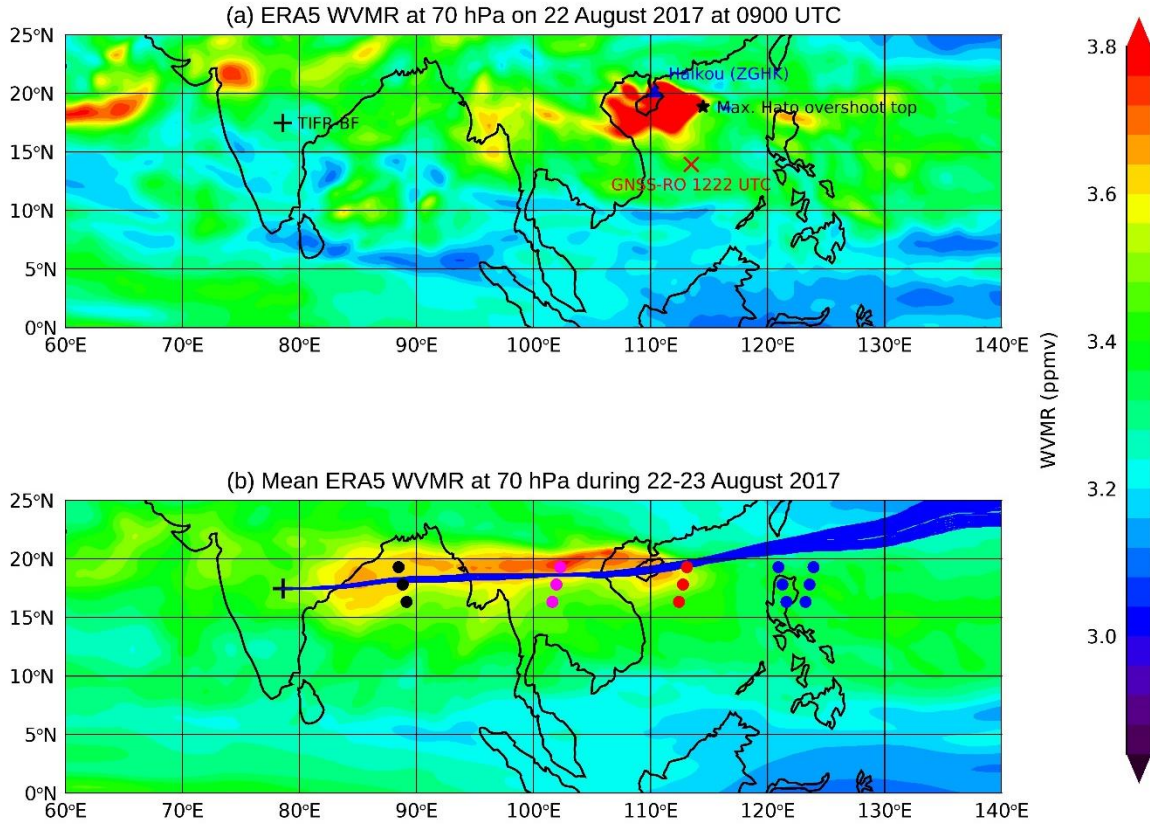 (a) ERA5 WVMR at 70 hPa on 22 August 2017 at 0900 UTC
25°N
20°N
15°N
10°N
5°N
0°N
Haikou (ZGHK)
Max. Hato overshoot top
TIFR-BF
GNSS-RO 1222 UTC
60°E 70°E 80°E 90°E 100°E 110°E 120°E 130°E 140°E
(b) Mean ERA5 WVMR at 70 hPa during 22-23 August 2017
25°N
20°N
15°N
10°N
5°N
0°N
60°E 70°E 80°E 90°E 100°E 110°E 120°E 130°E 140°E
WVMR (ppmv)
3.8
3.6
3.4
3.2
3.0